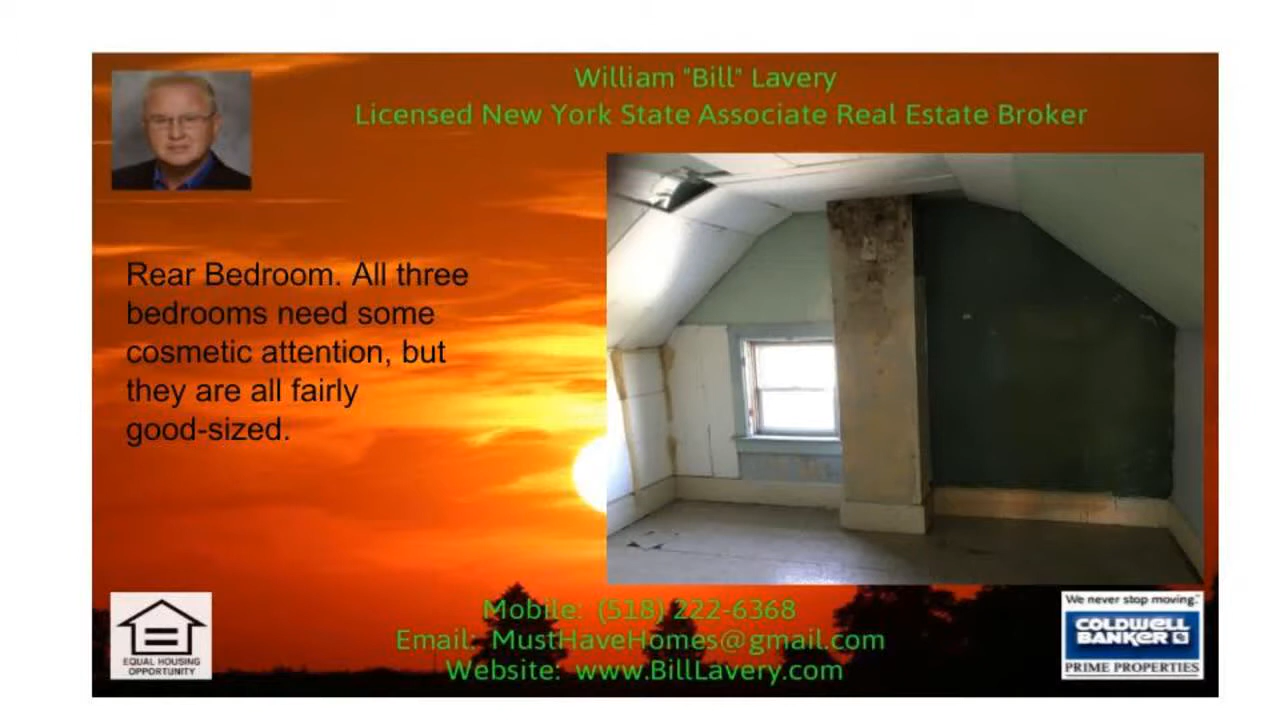 William "Bill" Lavery
Licensed New York State Associate Real Estate Broker
Rear Bedroom. All three
bedrooms need some
cosmetic attention, but
they are all fairly
good-sized.
Mobile: (518) 222-6368
Email: MustHaveHomes@gmail.com
Website: www.BillLavery.com
EQUAL HOUSING
OPPORTUNITY
We never stop moving.™
COLDWELL
BANKER
PRIME PROPERTIES